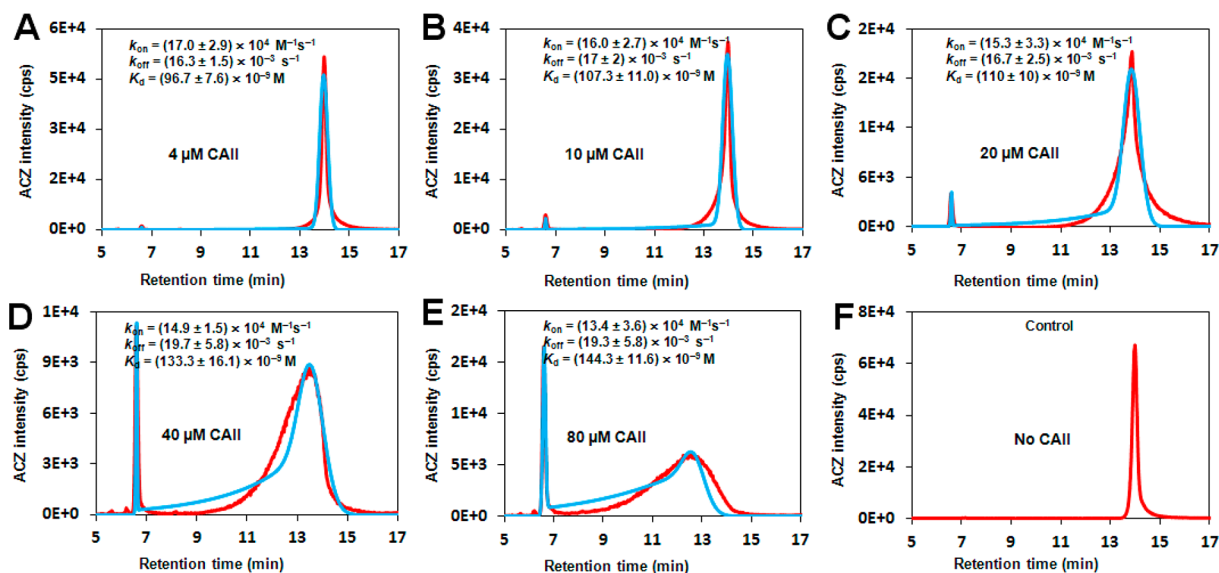 A
6E+4
5E+4
3E+4
2E+4
0E+0
ACZ intensity (cps)
kon = (17.0 ± 2.9) × 10⁴ M⁻¹s⁻¹
koff = (16.3 ± 1.5) × 10⁻³ s⁻¹
Kd = (96.7 ± 7.6) × 10⁻⁹ M
4 µM CAII
5 7 9 11 13 15 17
Retention time (min)
B
4E+4
3E+4
2E+4
1E+4
0E+0
ACZ intensity (cps)
kon = (16.0 ± 2.7) × 10⁴ M⁻¹s⁻¹
koff = (17 ± 2) × 10⁻³ s⁻¹
Kd = (107.3 ± 11.0) × 10⁻⁹ M
10 µM CAII
5 7 9 11 13 15 17
Retention time (min)
C
2E+4
2E+4
1E+4
6E+3
0E+0
ACZ intensity (cps)
kon = (15.3 ± 3.3) × 10⁴ M⁻¹s⁻¹
koff = (16.7 ± 2.5) × 10⁻³ s⁻¹
Kd = (110 ± 10) × 10⁻⁹ M
20 µM CAII
5 7 9 11 13 15 17
Retention time (min)
D
1E+4
9E+3
6E+3
3E+3
0E+0
ACZ intensity (cps)
kon = (14.9 ± 1.5) × 10⁴ M⁻¹s⁻¹
koff = (19.7 ± 5.8) × 10⁻³ s⁻¹
Kd = (133.3 ± 16.1) × 10⁻⁹ M
40 µM CAII
5 7 9 11 13 15 17
Retention time (min)
E
2E+4
2E+4
1E+4
5E+3
0E+0
ACZ intensity (cps)
kon = (13.4 ± 3.6) × 10⁴ M⁻¹s⁻¹
koff = (19.3 ± 5.8) × 10⁻³ s⁻¹
Kd = (144.3 ± 11.6) × 10⁻⁹ M
80 µM CAII
5 7 9 11 13 15 17
Retention time (min)
F
8E+4
6E+4
4E+4
2E+4
0E+0
ACZ intensity (cps)
Control
No CAII
5 7 9 11 13 15 17
Retention time (min)